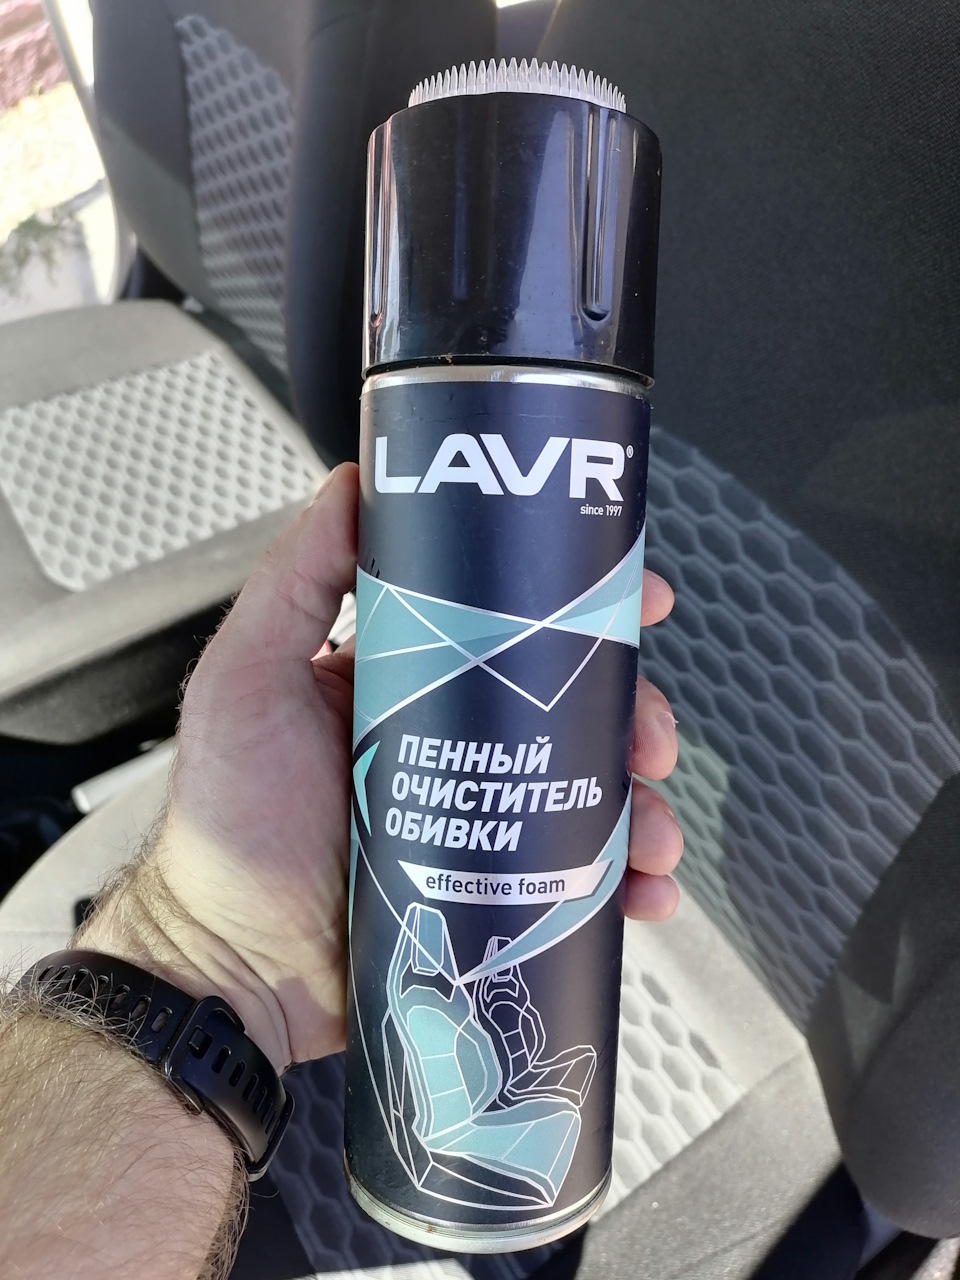 LAVR®
since 1997
ПЕННЫЙ
ОЧИСТИТЕЛЬ
ОБИВКИ
effective foam